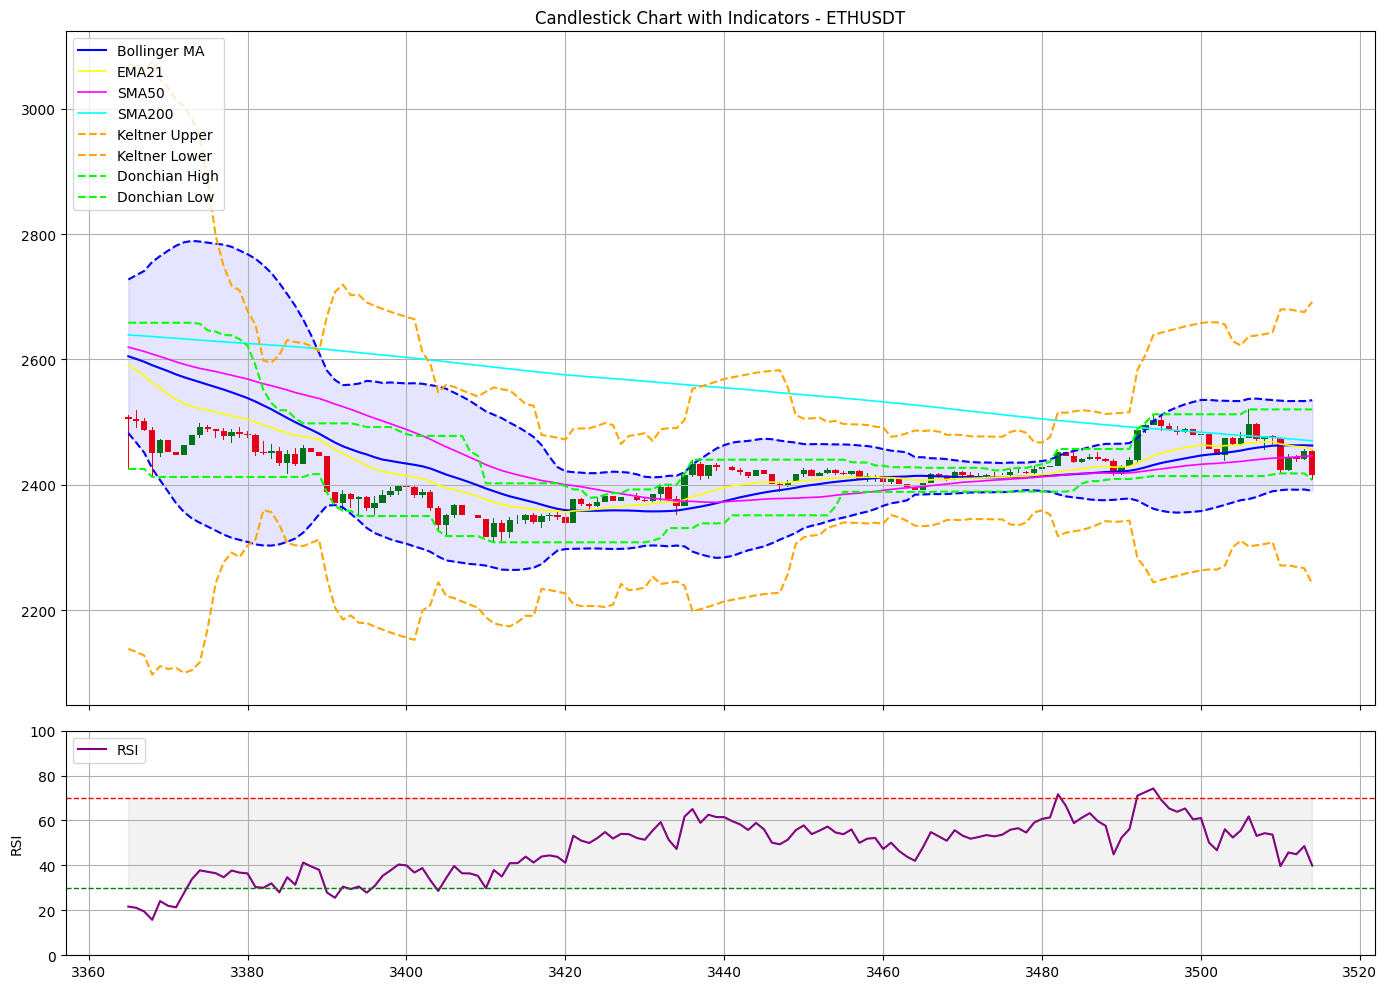 Candlestick Chart with Indicators - ETHUSDT
Bollinger MA
EMA21
SMA50
SMA200
Keltner Upper
Keltner Lower
Donchian High
Donchian Low
3000
2800
2600
2400
2200
RSI
100
80
60
40
20
0
RSI
3360
3380
3400
3420
3440
3460
3480
3500
3520